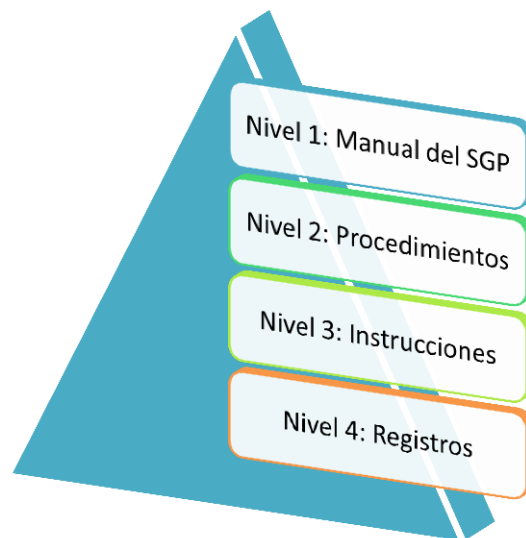 Nivel 1: Manual del SGP
Nivel 2: Procedimientos
Nivel 3: Instrucciones
Nivel 4: Registros